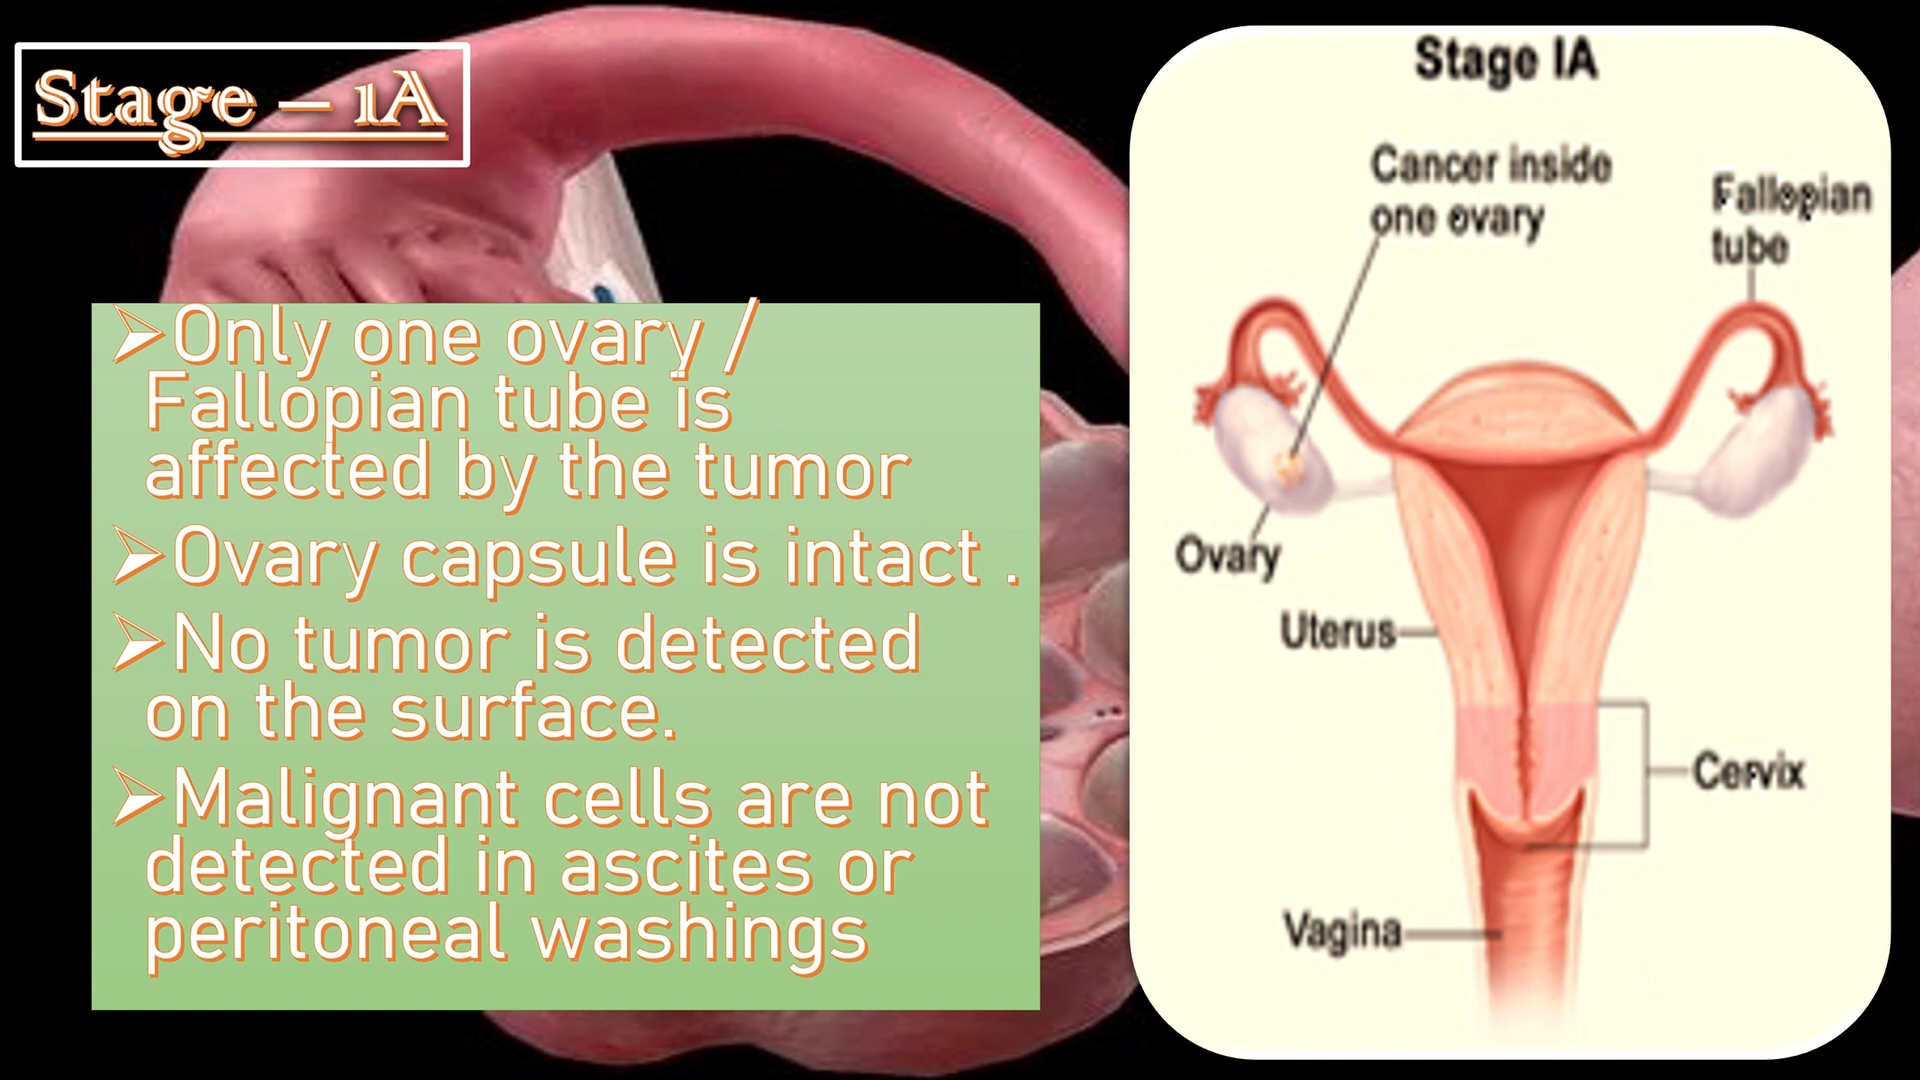 Stage – 1A
➢Only one ovary /
Fallopian tube is
affected by the tumor
➢Ovary capsule is intact .
➢No tumor is detected
on the surface.
➢Malignant cells are not
detected in ascites or
peritoneal washings
Stage IA
Cancer inside
one ovary
Fallopian
tube
Ovary
Uterus
Cervix
Vagina